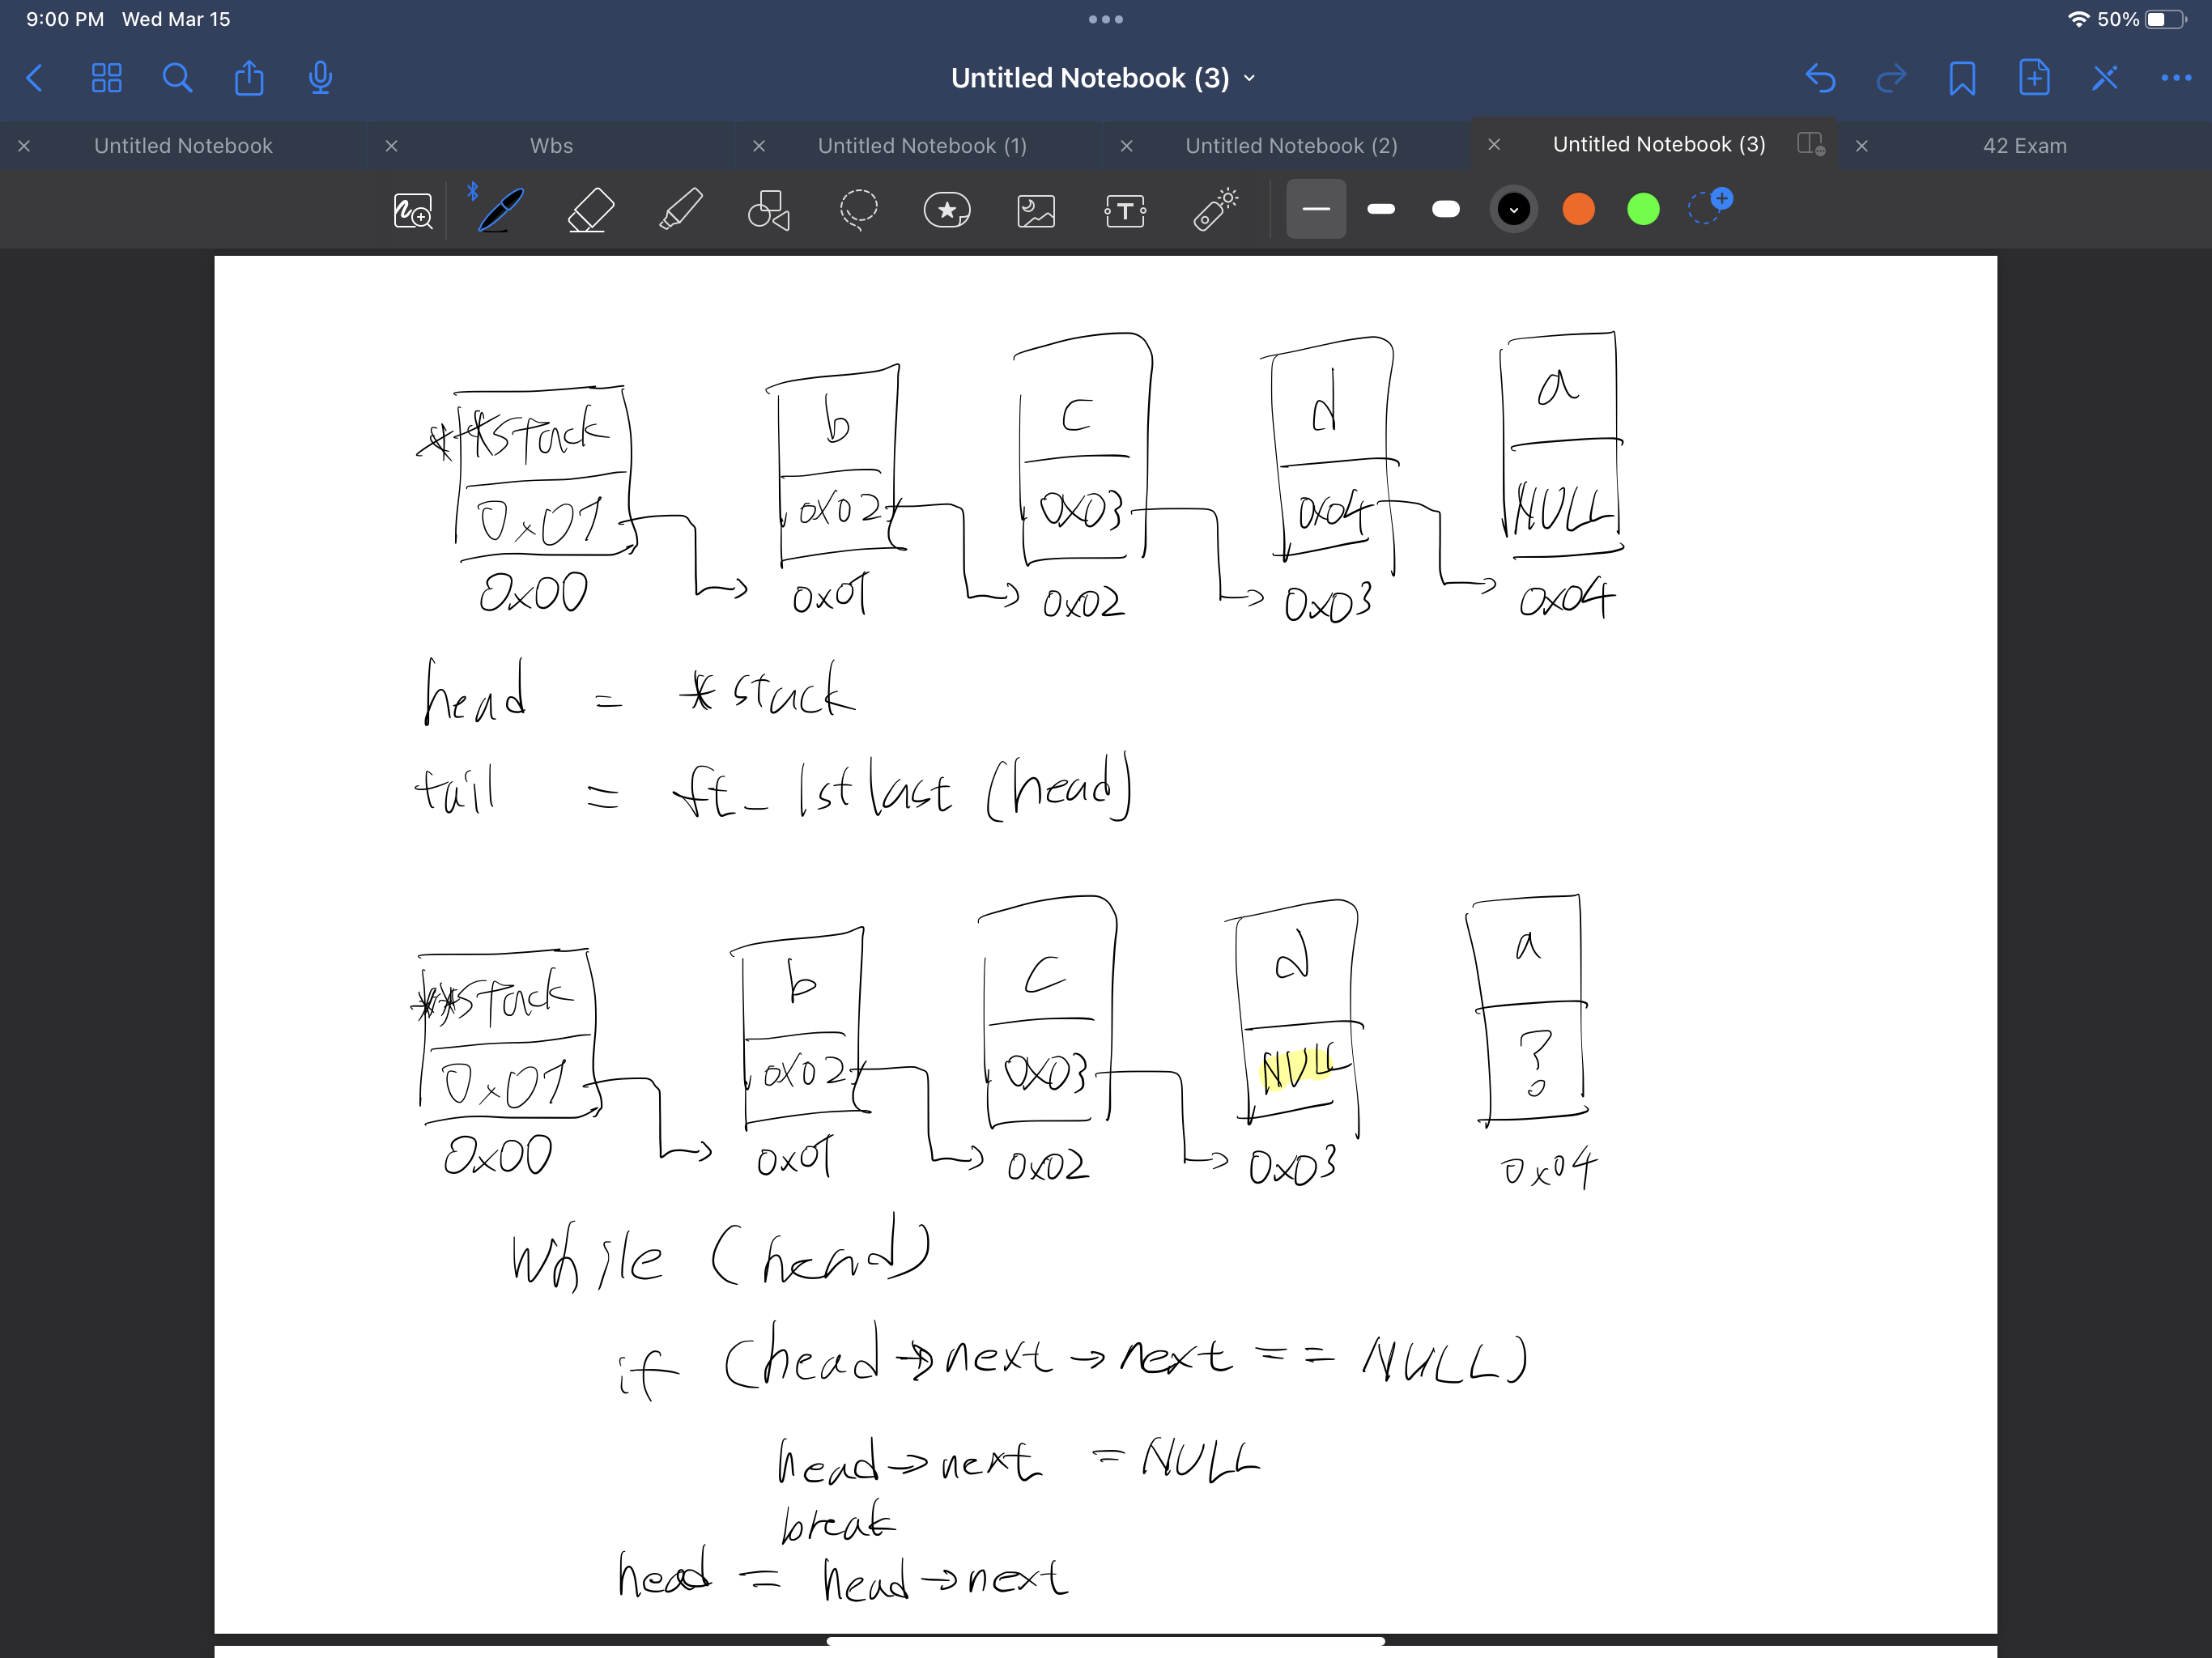 9:00 PM Wed Mar 15
50%
Untitled Notebook (3)
Untitled Notebook
Wbs
Untitled Notebook (1)
Untitled Notebook (2)
Untitled Notebook (3)
42 Exam
**stack
b
c
d
a
0x01
0x02
0x03
0x04
NULL
0x00
0x01
0x02
0x03
0x04
head = *stack
tail = ft_lstlast (head)
**stack
b
c
d
a
0x01
0x02
0x03
NULL
?
0x00
0x01
0x02
0x03
0x04
while (head)
if (head->next->next == NULL)
head->next = NULL
break
head = head->next